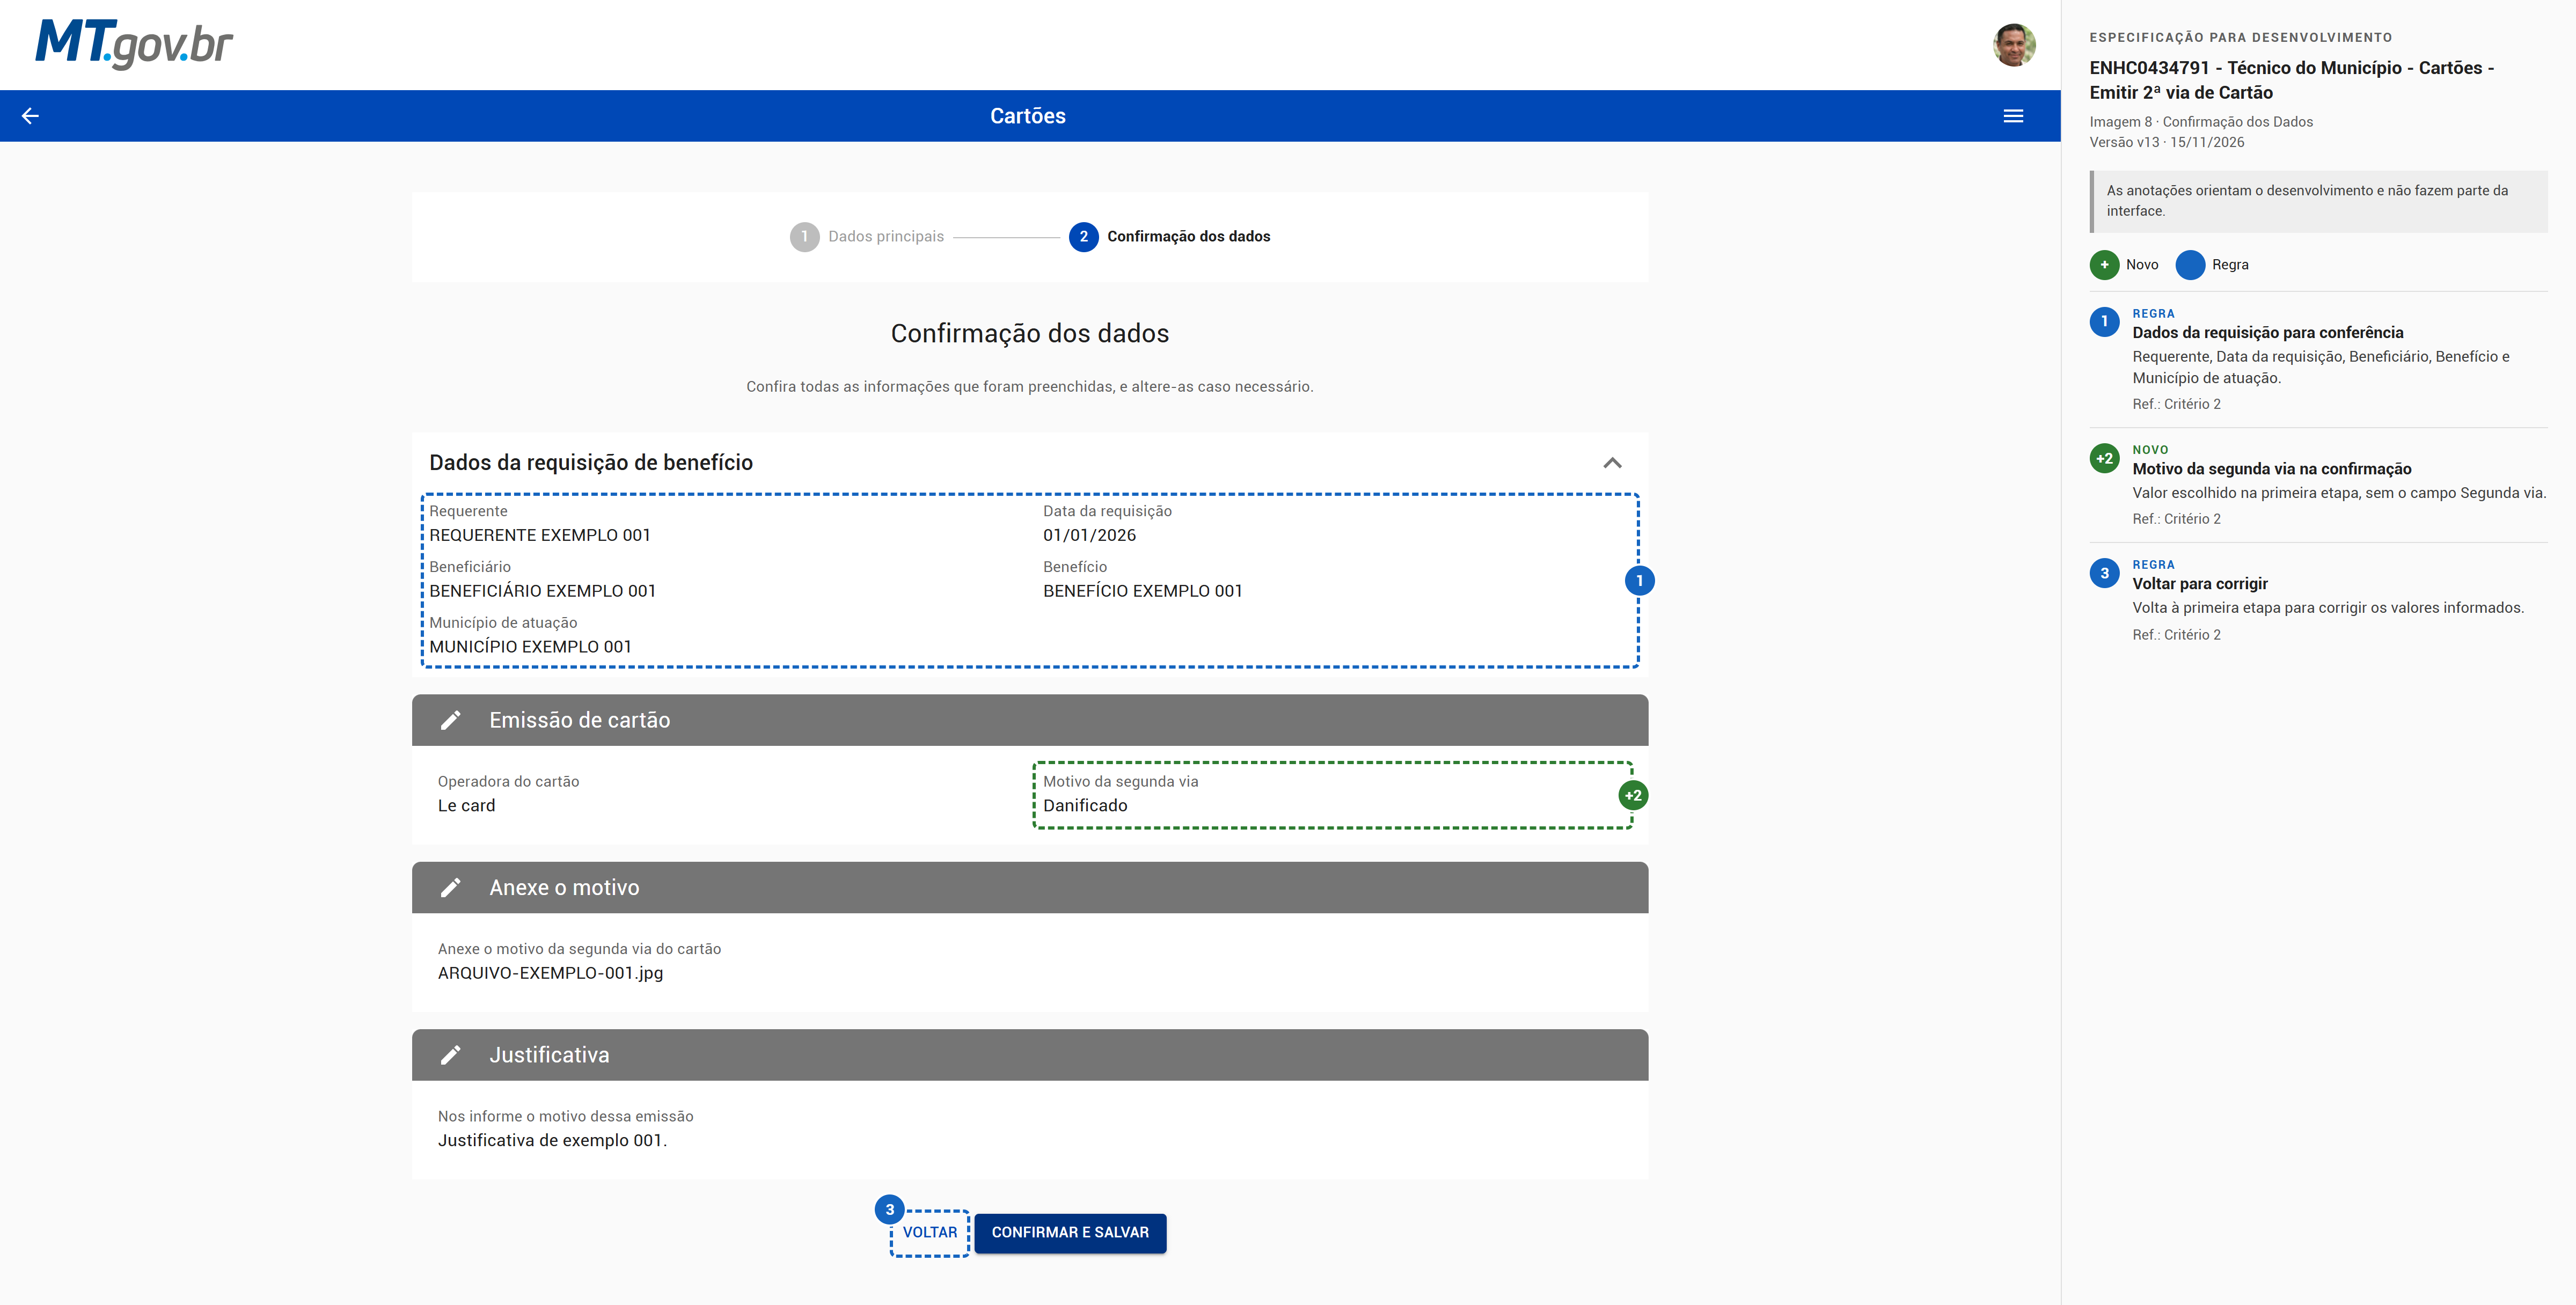 MT.gov.br
Cartões
1 Dados principais
2 Confirmação dos dados
Confirmação dos dados
Confira todas as informações que foram preenchidas, e altere-as caso necessário.
Dados da requisição de benefício
Requerente
REQUERENTE EXEMPLO 001
Data da requisição
01/01/2026
Beneficiário
BENEFICIÁRIO EXEMPLO 001
Benefício
BENEFÍCIO EXEMPLO 001
1
Município de atuação
MUNICÍPIO EXEMPLO 001
Emissão de cartão
Operadora do cartão
Le card
Motivo da segunda via
Danificado
+2
Anexe o motivo
Anexe o motivo da segunda via do cartão
ARQUIVO-EXEMPLO-001.jpg
Justificativa
Nos informe o motivo dessa emissão
Justificativa de exemplo 001.
3
VOLTAR
CONFIRMAR E SALVAR
ESPECIFICAÇÃO PARA DESENVOLVIMENTO
ENHC0434791 - Técnico do Município - Cartões -
Emitir 2ª via de Cartão
Imagem 8 · Confirmação dos Dados
Versão v13 · 15/11/2026
As anotações orientam o desenvolvimento e não fazem parte da
interface.
+ Novo
Regra
1
REGRA
Dados da requisição para conferência
Requerente, Data da requisição, Beneficiário, Benefício e
Município de atuação.
Ref.: Critério 2
+2
NOVO
Motivo da segunda via na confirmação
Valor escolhido na primeira etapa, sem o campo Segunda via.
Ref.: Critério 2
3
REGRA
Voltar para corrigir
Volta à primeira etapa para corrigir os valores informados.
Ref.: Critério 2